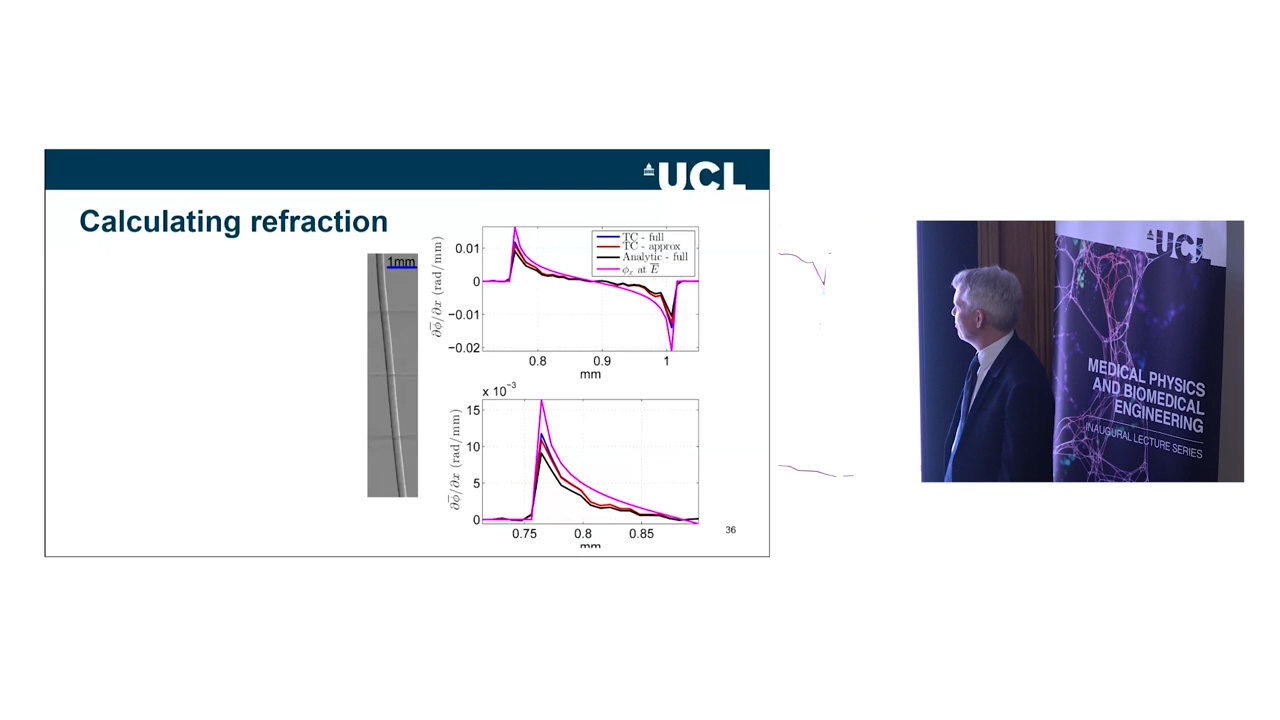 UCL
Calculating refraction
1mm
∂ϕ̅/∂x (rad/mm)
0.01
0
−0.01
−0.02
TC - full
TC - approx
Analytic - full
ϕₓ at E̅
0.8
0.9
1
mm
x 10⁻³
∂ϕ̅/∂x (rad/mm)
15
10
5
0
0.75
0.8
0.85
mm
36
UCL
MEDICAL PHYSICS
AND BIOMEDICAL
ENGINEERING
INAUGURAL LECTURE SERIES